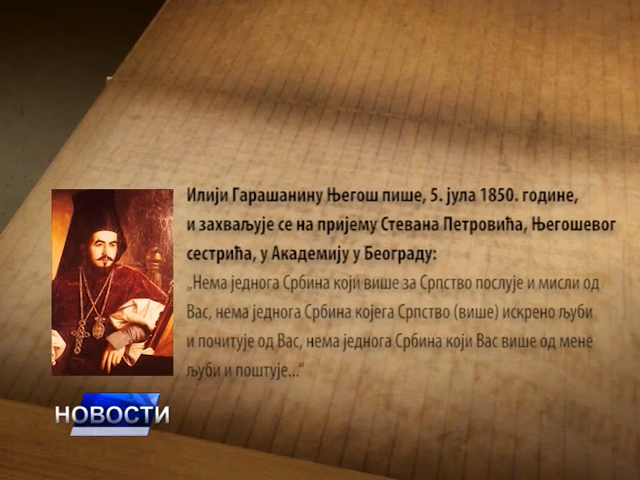 Илији Гарашанину Његош пише, 5. јула 1850. године,
и захваљује се на пријему Стевана Петровића, Његошевог
сестрића, у Академију у Београду:
„Нема једнога Србина који више за Српство послује и мисли од
Вас, нема једнога Србина којега Српство (више) искрено љуби
и почитује од Вас, нема једнога Србина који Вас више од мене
љуби и поштује...“
НОВОСТИ